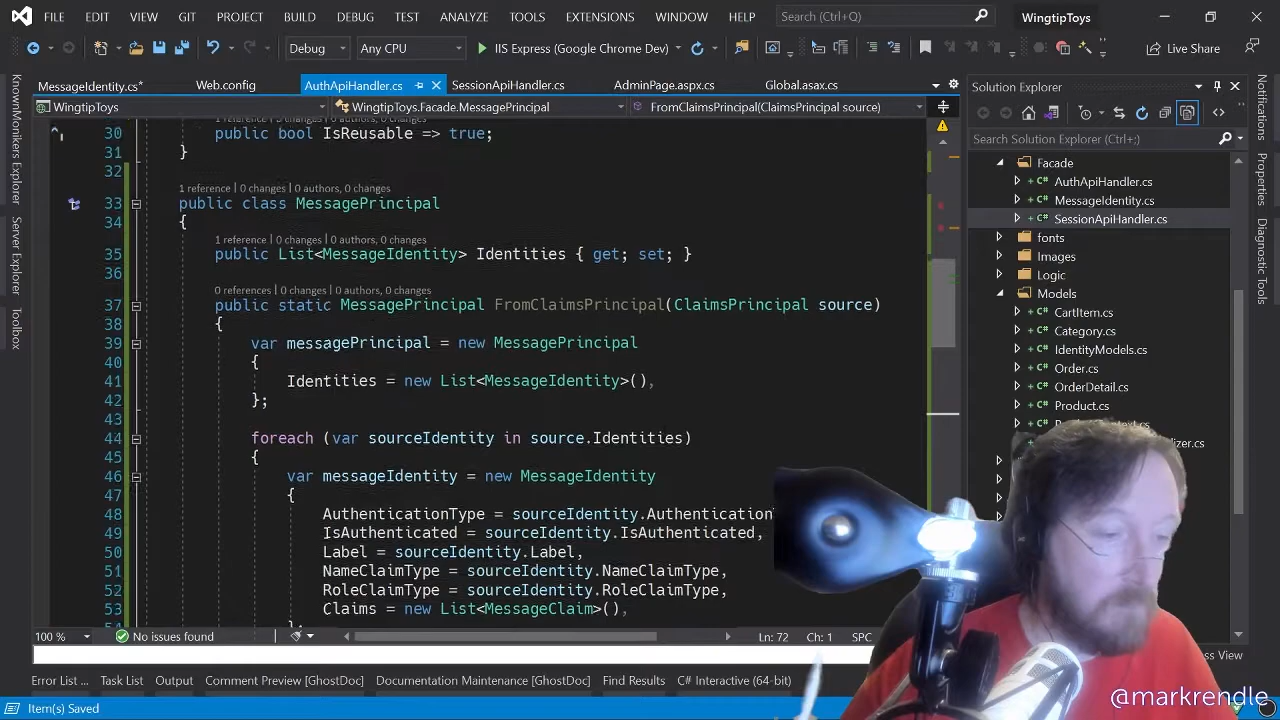 FILE EDIT VIEW GIT PROJECT BUILD DEBUG TEST ANALYZE TOOLS EXTENSIONS WINDOW HELP Search (Ctrl+Q) WingtipToys
Debug Any CPU IIS Express (Google Chrome Dev) Live Share
MessageIdentity.cs* Web.config AuthApiHandler.cs SessionApiHandler.cs AdminPage.aspx.cs Global.asax.cs
WingtipToys WingtipToys.Facade.MessagePrincipal FromClaimsPrincipal(ClaimsPrincipal source)
KnownMonikers Explorer
Server Explorer
Toolbox
30 public bool IsReusable => true;
31 }
32
1 reference | 0 changes | 0 authors, 0 changes
33 public class MessagePrincipal
34 {
1 reference | 0 changes | 0 authors, 0 changes
35 public List<MessageIdentity> Identities { get; set; }
36
0 references | 0 changes | 0 authors, 0 changes
37 public static MessagePrincipal FromClaimsPrincipal(ClaimsPrincipal source)
38 {
39 var messagePrincipal = new MessagePrincipal
40 {
41 Identities = new List<MessageIdentity>(),
42 };
43
44 foreach (var sourceIdentity in source.Identities)
45 {
46 var messageIdentity = new MessageIdentity
47 {
48 AuthenticationType = sourceIdentity.Authentication
49 IsAuthenticated = sourceIdentity.IsAuthenticated,
50 Label = sourceIdentity.Label,
51 NameClaimType = sourceIdentity.NameClaimType,
52 RoleClaimType = sourceIdentity.RoleClaimType,
53 Claims = new List<MessageClaim>(),
100 % No issues found Ln: 72 Ch: 1 SPC
Error List ... Task List Output Comment Preview [GhostDoc] Documentation Maintenance [GhostDoc] Find Results C# Interactive (64-bit)
Item(s) Saved
Solution Explorer
Search Solution Explorer (Ctrl+;)
Facade
C# AuthApiHandler.cs
C# MessageIdentity.cs
C# SessionApiHandler.cs
fonts
Images
Logic
Models
C# CartItem.cs
C# Category.cs
C# IdentityModels.cs
C# Order.cs
C# OrderDetail.cs
C# Product.cs
Notifications
Properties
Diagnostic Tools
@markrendle